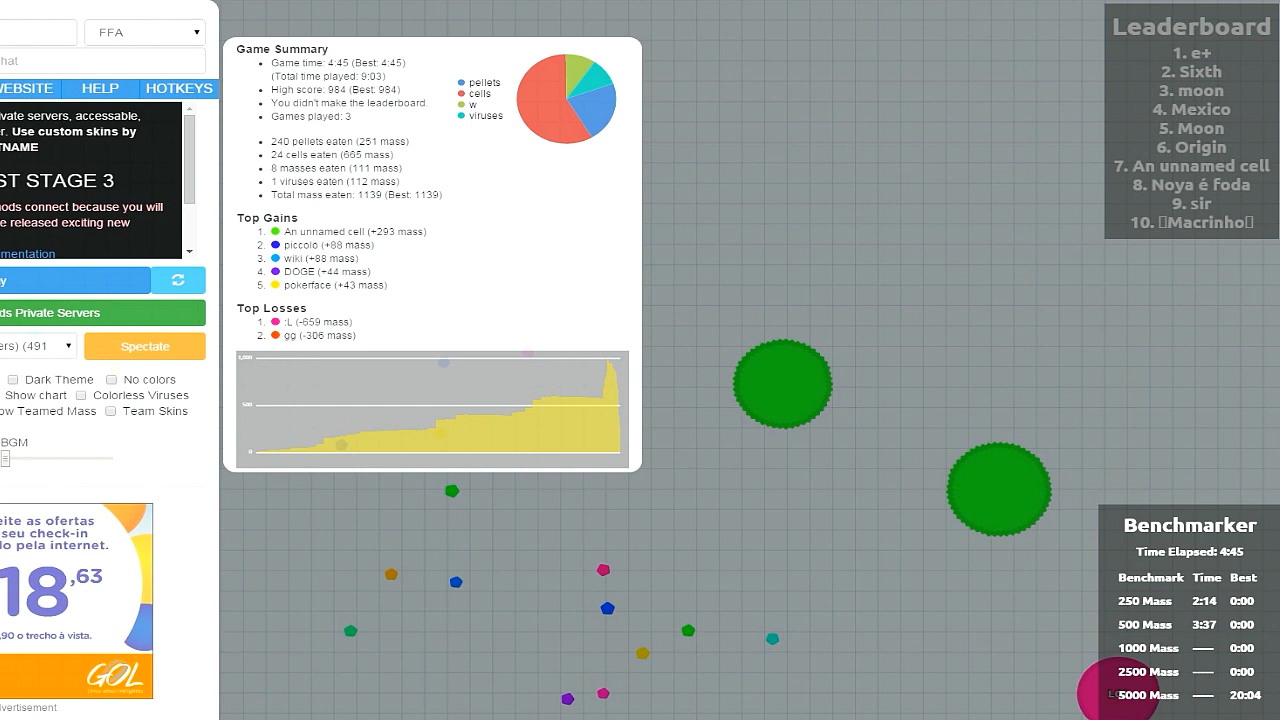 FFA
hat
WEBSITE HELP HOTKEYS
private servers, accessable,
er. Use custom skins by
TNAME
ST STAGE 3
ods connect because you will
e released exciting new
mentation
y
ds Private Servers
ers) (491
Spectate
Dark Theme
No colors
Show chart
Colorless Viruses
ow Teamed Mass
Team Skins
BGM
eite as ofertas
seu check-in
do pela internet.
18,63
,90 o trecho à vista.
GOL
dvertisement
Game Summary
Game time: 4:45 (Best: 4:45)
(Total time played: 9:03)
High score: 984 (Best: 984)
You didn't make the leaderboard.
Games played: 3
240 pellets eaten (251 mass)
24 cells eaten (665 mass)
8 masses eaten (111 mass)
1 viruses eaten (112 mass)
Total mass eaten: 1139 (Best: 1139)
pellets
cells
w
viruses
Top Gains
1. An unnamed cell (+293 mass)
2. piccolo (+88 mass)
3. wiki (+88 mass)
4. DOGE (+44 mass)
5. pokerface (+43 mass)
Top Losses
1. :L (-659 mass)
2. gg (-306 mass)
1,000
500
0
Leaderboard
1. e+
2. Sixth
3. moon
4. Mexico
5. Moon
6. Origin
7. An unnamed cell
8. Noya é foda
9. sir
10. Macrinho
Benchmarker
Time Elapsed: 4:45
Benchmark Time Best
250 Mass 2:14 0:00
500 Mass 3:37 0:00
1000 Mass —— 0:00
2500 Mass —— 0:00
5000 Mass —— 20:04